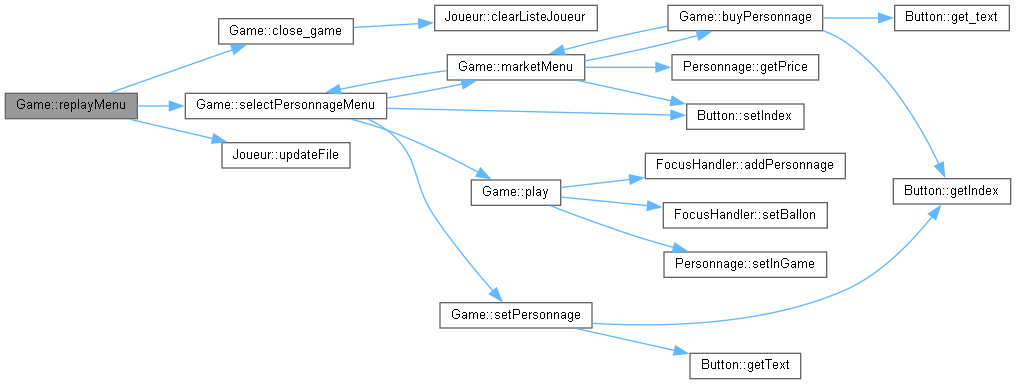 Game::replayMenu
Game::close_game
Joueur::clearListeJoueur
Game::selectPersonnageMenu
Joueur::updateFile
Game::marketMenu
Game::buyPersonnage
Button::get_text
Personnage::getPrice
Button::setIndex
Game::play
FocusHandler::addPersonnage
FocusHandler::setBallon
Personnage::setInGame
Button::getIndex
Game::setPersonnage
Button::getText